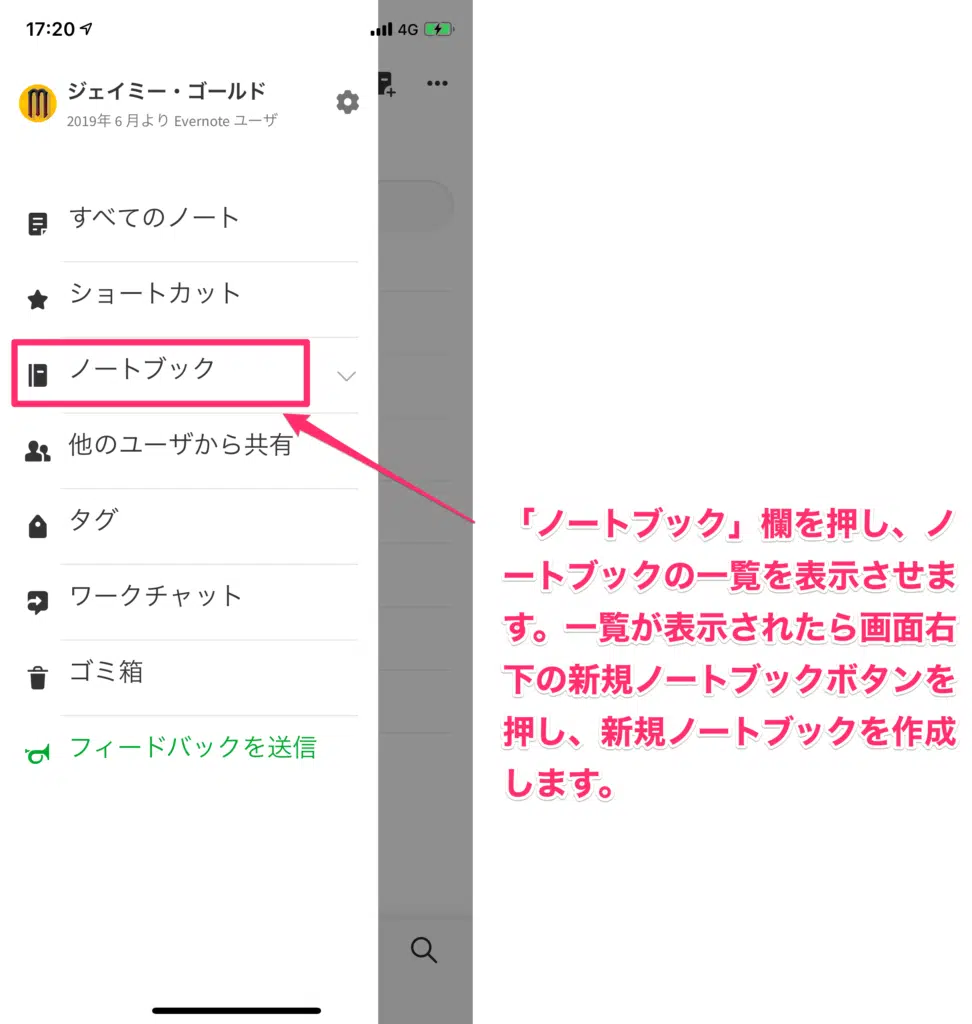 17:20
4G
ジェイミー・ゴールド
2019年6月より Evernote ユーザ
すべてのノート
ショートカット
ノートブック
他のユーザから共有
タグ
ワークチャット
ゴミ箱
フィードバックを送信
「ノートブック」欄を押し、ノ
ートブックの一覧を表示させま
す。一覧が表示されたら画面右
下の新規ノートブックボタンを
押し、新規ノートブックを作成
します。